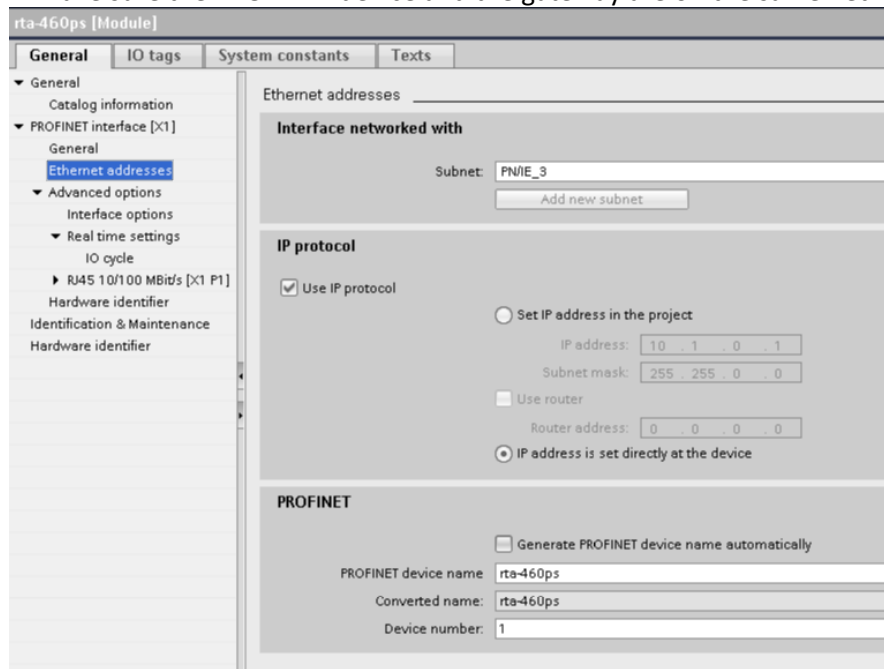 rta-460ps [Module]
General IO tags System constants Texts
General
Catalog information
PROFINET interface [X1]
General
Ethernet addresses
Advanced options
Interface options
Real time settings
IO cycle
RJ45 10/100 MBit/s [X1 P1]
Hardware identifier
Identification & Maintenance
Hardware identifier
Ethernet addresses
Interface networked with
Subnet: PN/IE_3
Add new subnet
IP protocol
Use IP protocol
Set IP address in the project
IP address: 10 . 1 . 0 . 1
Subnet mask: 255 . 255 . 0 . 0
Use router
Router address: 0 . 0 . 0 . 0
IP address is set directly at the device
PROFINET
Generate PROFINET device name automatically
PROFINET device name rta-460ps
Converted name: rta-460ps
Device number: 1